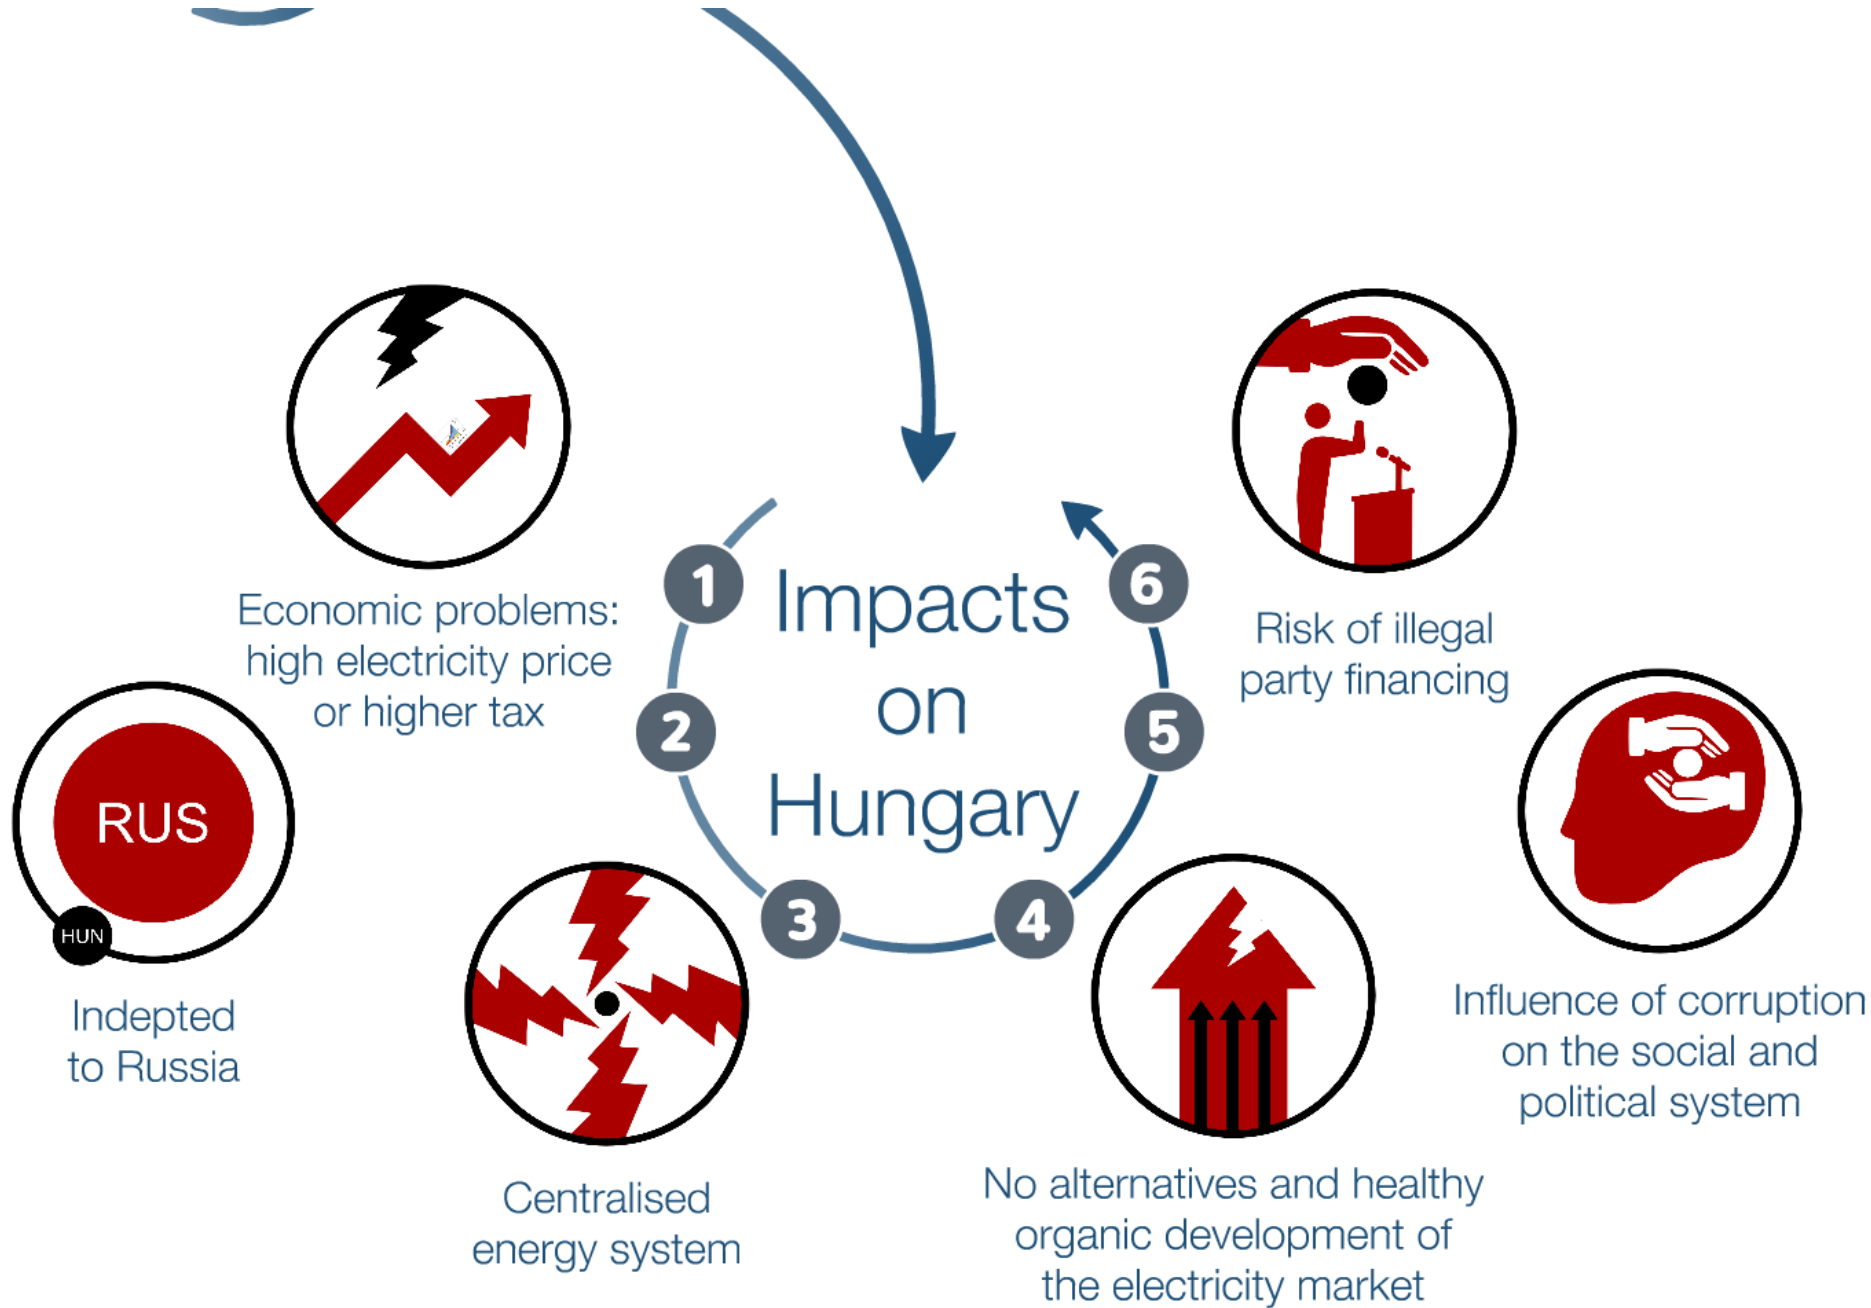 Impacts
on
Hungary
1
Economic problems:
high electricity price
or higher tax
2
RUS
HUN
Indepted
to Russia
3
Centralised
energy system
4
No alternatives and healthy
organic development of
the electricity market
5
Influence of corruption
on the social and
political system
6
Risk of illegal
party financing